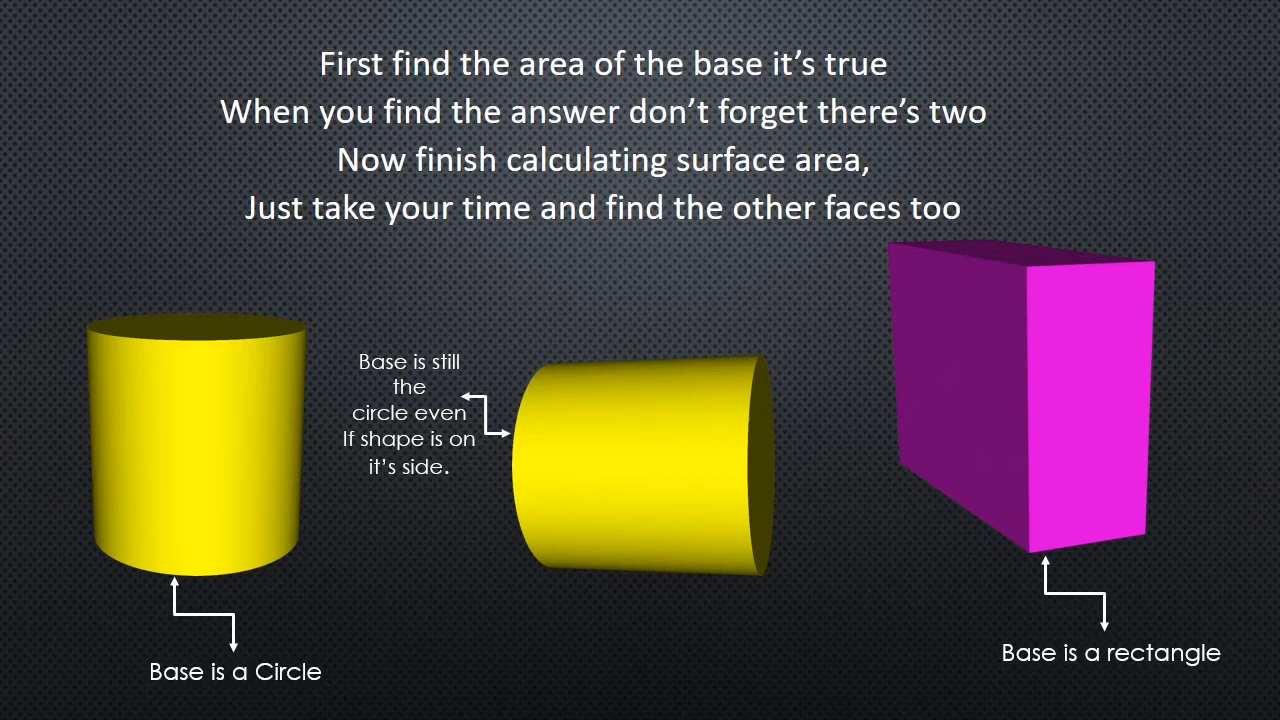 First find the area of the base it’s true
When you find the answer don’t forget there’s two
Now finish calculating surface area,
Just take your time and find the other faces too
Base is still
the
circle even
If shape is on
it’s side.
Base is a Circle
Base is a rectangle